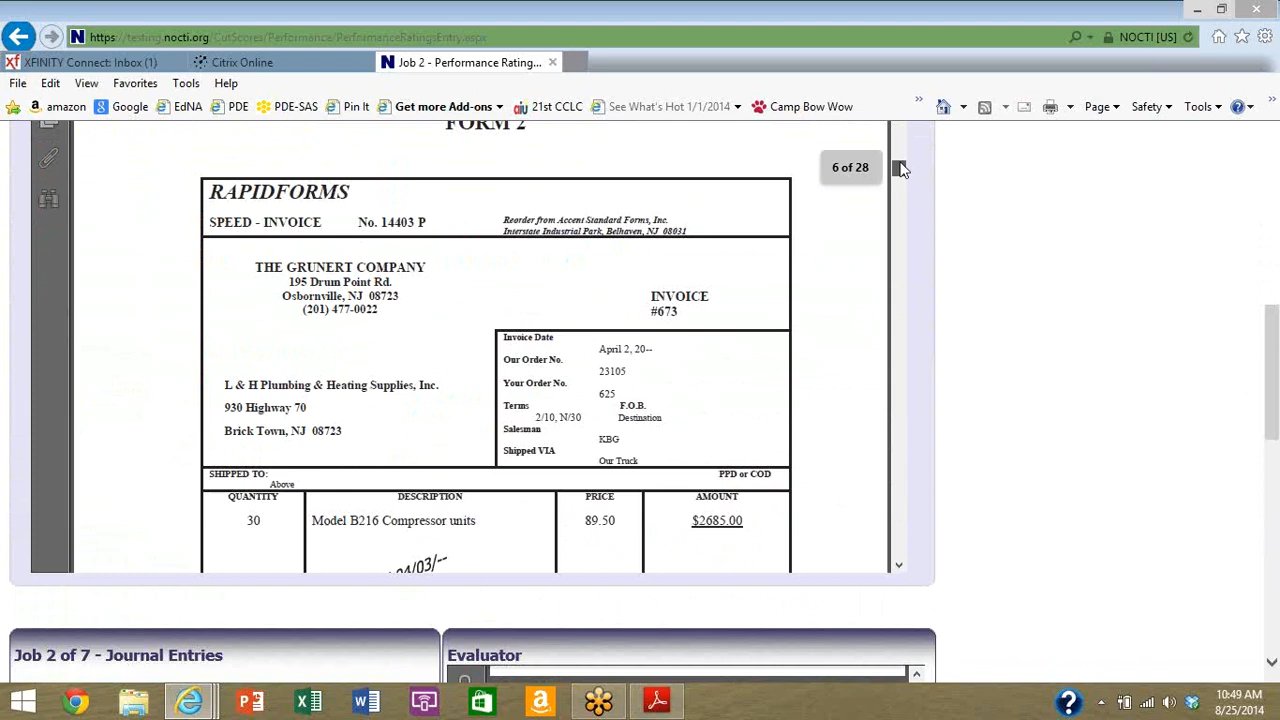 https://testing.nocti.org/CutScores/Performance/PerformanceRatingsEntry.aspx
NOCTI [US]
XFINITY Connect: Inbox (1)
Citrix Online
Job 2 - Performance Rating...
File Edit View Favorites Tools Help
amazon Google EdNA PDE PDE-SAS Pin It Get more Add-ons 21st CCLC See What's Hot 1/1/2014 Camp Bow Wow » Page Safety Tools »
FORM 2
6 of 28
RAPIDFORMS
SPEED - INVOICE No. 14403 P
Reorder from Accent Standard Forms, Inc.
Interstate Industrial Park, Belhaven, NJ 08031
THE GRUNERT COMPANY
195 Drum Point Rd.
Osbornville, NJ 08723
(201) 477-0022
INVOICE
#673
Invoice Date
April 2, 20--
Our Order No.
23105
Your Order No.
625
Terms F.O.B.
2/10, N/30 Destination
Salesman
KBG
Shipped VIA
Our Truck
L & H Plumbing & Heating Supplies, Inc.
930 Highway 70
Brick Town, NJ 08723
SHIPPED TO: PPD or COD
Above
QUANTITY DESCRIPTION PRICE AMOUNT
30 Model B216 Compressor units 89.50 $2685.00
04/03/--
Job 2 of 7 - Journal Entries
Evaluator
10:49 AM
8/25/2014